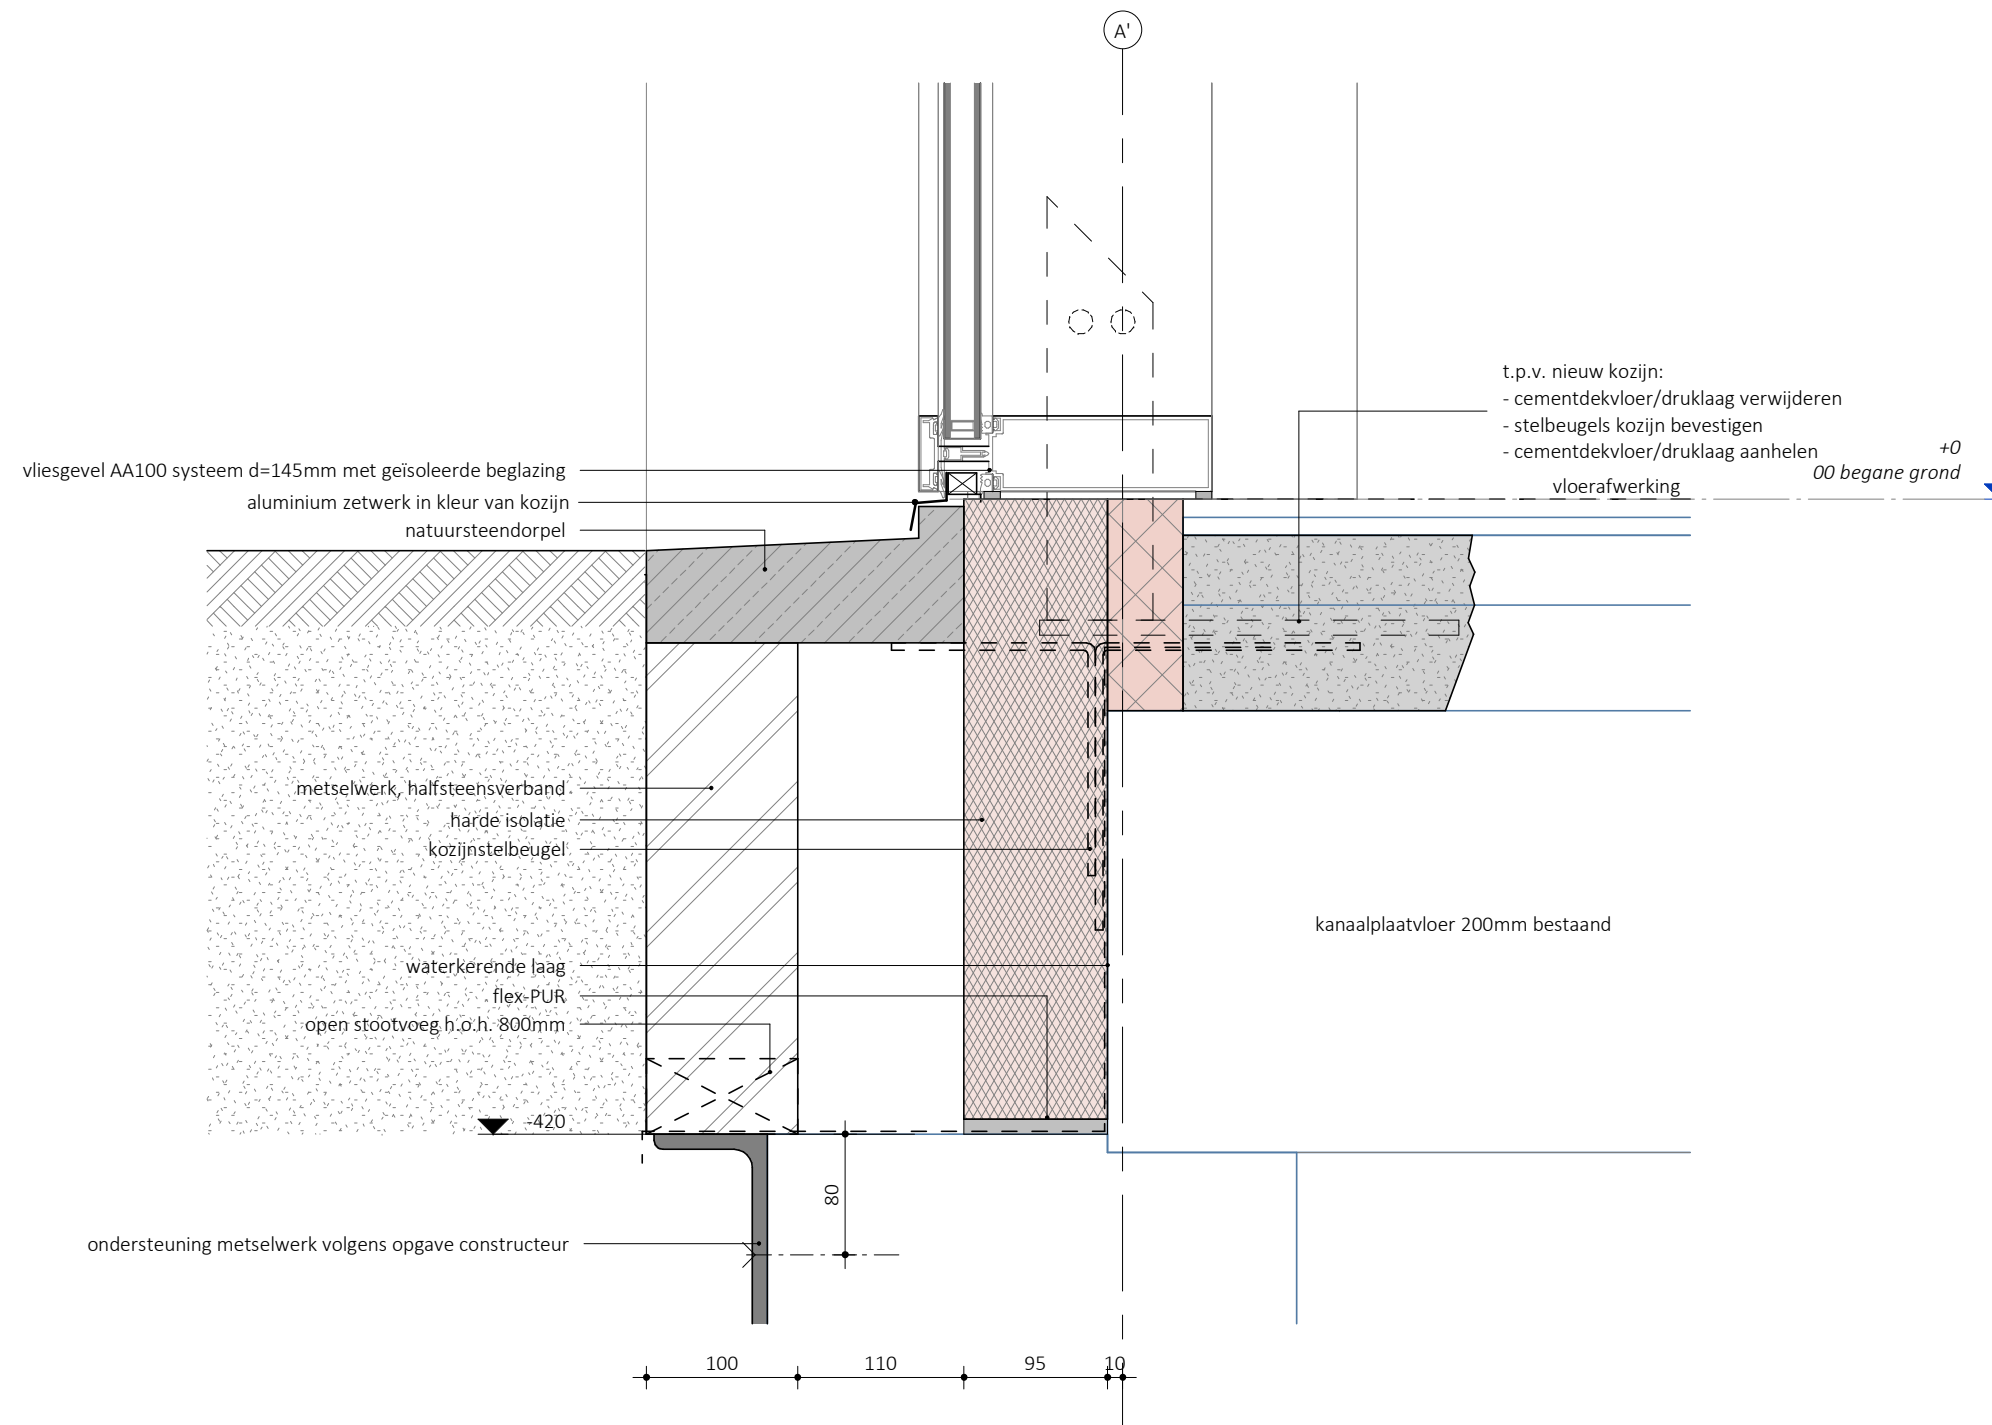 A'
t.p.v. nieuw kozijn:
- cementdekvloer/druklaag verwijderen
- stelbeugels kozijn bevestigen
- cementdekvloer/druklaag aanhelen
+0
00 begane grond
vloerafwerking
vliesgevel AA100 systeem d=145mm met geïsoleerde beglazing
aluminium zetwerk in kleur van kozijn
natuursteendorpel
metselwerk, halfsteensverband
harde isolatie
kozijnstelbeugel
kanaalplaatvloer 200mm bestaand
waterkerende laag
flex-PUR
open stootvoeg h.o.h. 800mm
-420
80
ondersteuning metselwerk volgens opgave constructeur
100 110 95 10